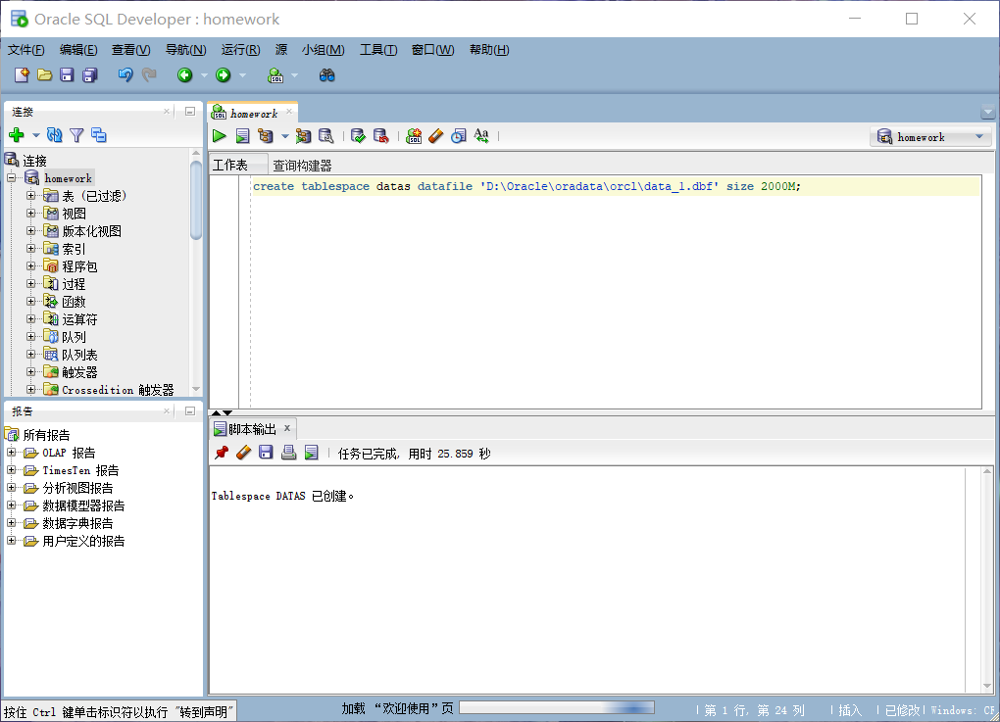 Oracle SQL Developer : homework
文件(F) 编辑(E) 查看(V) 导航(N) 运行(R) 源 小组(M) 工具(T) 窗口(W) 帮助(H)
连接
连接
homework
表 (已过滤)
视图
版本化视图
索引
程序包
过程
函数
运算符
队列
队列表
触发器
Crossedition 触发器
报告
所有报告
OLAP 报告
TimesTen 报告
分析视图报告
数据模型器报告
数据字典报告
用户定义的报告
homework
homework
工作表 查询构建器
create tablespace datas datafile 'D:\Oracle\oradata\orcl\data_1.dbf' size 2000M;
脚本输出 x
任务已完成, 用时 25.859 秒
Tablespace DATAS 已创建。
按住 Ctrl 键单击标识符以执行 "转到声明"
加载 “欢迎使用”页
第 1 行, 第 24 列 插入 已修改 Windows: CF